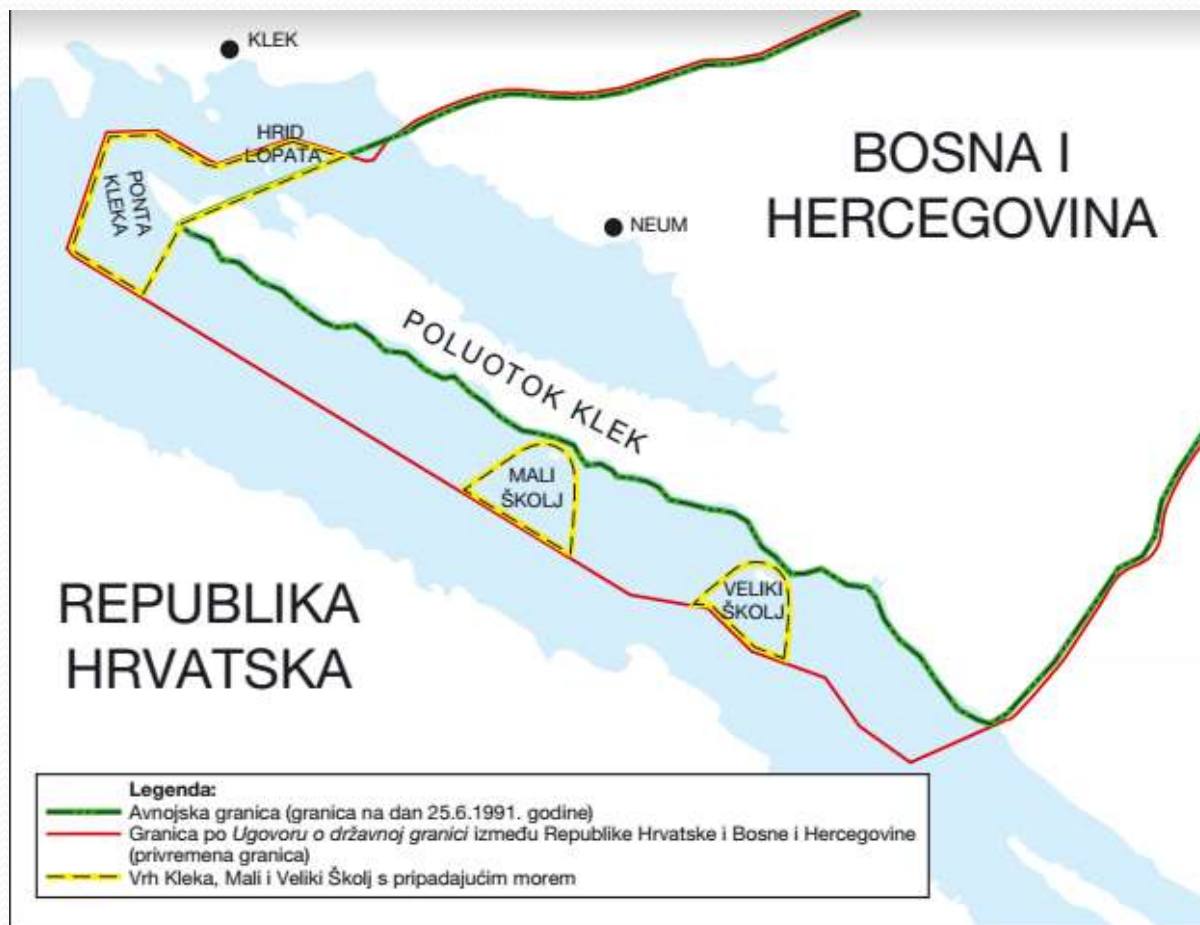 KLEK
HRID
LOPATA
BOSNA I
HERCEGOVINA
PONTA
KLEKA
NEUM
POLUOTOK KLEK
MALI
ŠKOLJ
VELIKI
ŠKOLJ
REPUBLIKA
HRVATSKA
Legenda:
Avnojska granica (granica na dan 25.6.1991. godine)
Granica po Ugovoru o državnoj granici između Republike Hrvatske i Bosne i Hercegovine
(privremena granica)
Vrh Kleka, Mali i Veliki Školj s pripadajućim morem